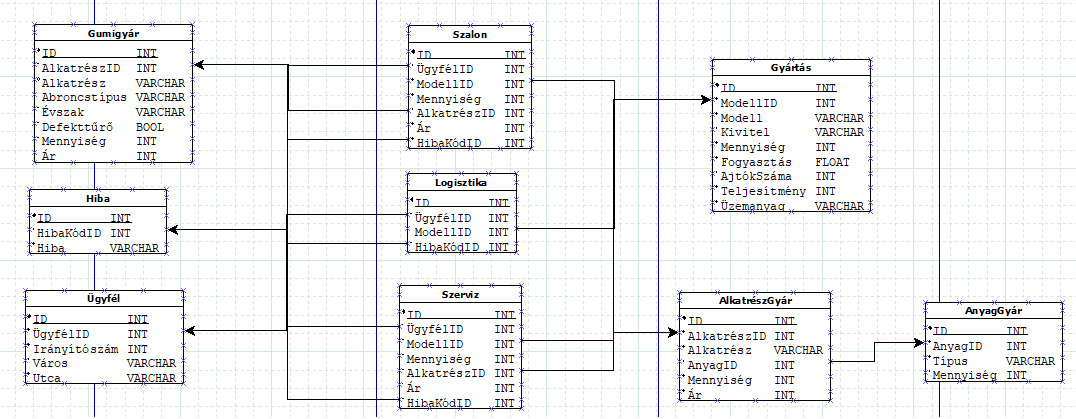 Gumigyár
ID INT
AlkatrészID INT
Alkatrész VARCHAR
Abroncstípus VARCHAR
Évszak VARCHAR
Defekttűrő BOOL
Mennyiség INT
Ár INT
Hiba
ID INT
HibaKódID INT
Hiba VARCHAR
Ügyfél
ID INT
ÜgyfélID INT
Irányítószám INT
Város VARCHAR
Utca VARCHAR
Szalon
ID INT
ÜgyfélID INT
ModellID INT
Mennyiség INT
AlkatrészID INT
Ár INT
HibaKódID INT
Logisztika
ID INT
ÜgyfélID INT
ModellID INT
HibaKódID INT
Szerviz
ID INT
ÜgyfélID INT
ModellID INT
Mennyiség INT
AlkatrészID INT
Ár INT
HibaKódID INT
Gyártás
ID INT
ModellID INT
Modell VARCHAR
Kivitel VARCHAR
Mennyiség INT
Fogyasztás FLOAT
AjtókSzáma INT
Teljesítmény INT
Üzemanyag VARCHAR
AlkatrészGyár
ID INT
AlkatrészID INT
Alkatrész VARCHAR
AnyagID INT
Mennyiség INT
Ár INT
AnyagGyár
ID INT
AnyagID INT
Típus VARCHAR
Mennyiség INT